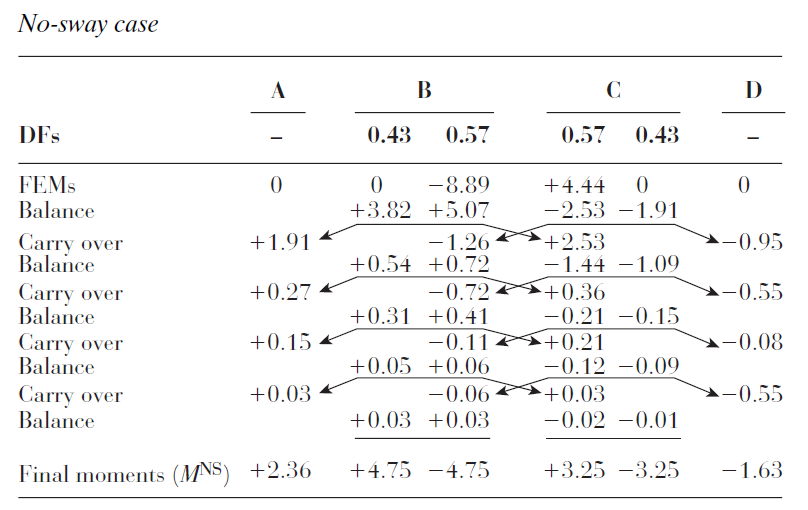 No-sway case
A B C D
DFs – 0.43 0.57 0.57 0.43 –
FEMs 0 0 −8.89 +4.44 0 0
Balance +3.82 +5.07 −2.53 −1.91
Carry over +1.91 −1.26 +2.53 −0.95
Balance +0.54 +0.72 −1.44 −1.09
Carry over +0.27 −0.72 +0.36 −0.55
Balance +0.31 +0.41 −0.21 −0.15
Carry over +0.15 −0.11 +0.21 −0.08
Balance +0.05 +0.06 −0.12 −0.09
Carry over +0.03 −0.06 +0.03 −0.55
Balance +0.03 +0.03 −0.02 −0.01
Final moments (Mᴺˢ) +2.36 +4.75 −4.75 +3.25 −3.25 −1.63